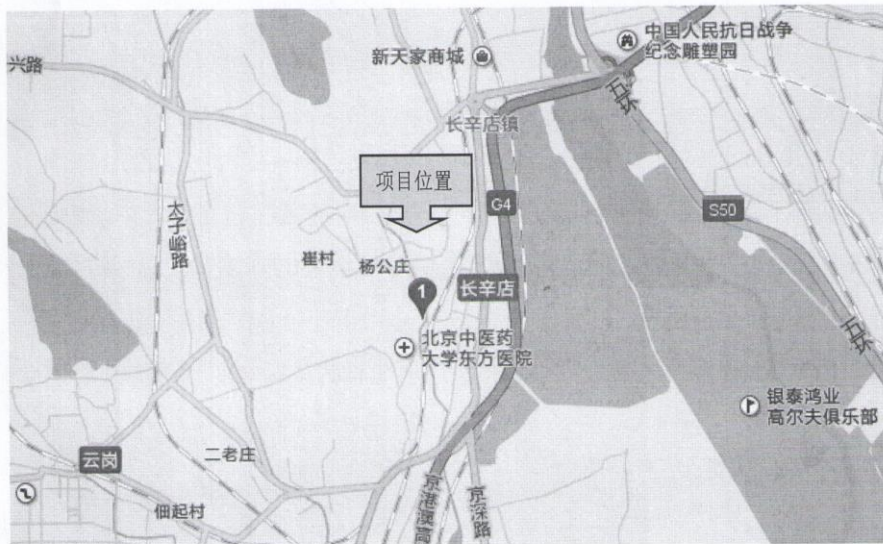 中国人民抗日战争
纪念雕塑园
新天家商城
兴路
五环
长辛店镇
项目位置
G4
S50
太子峪路
崔村
杨公庄
1
长辛店
北京中医药
大学东方医院
五环
银泰鸿业
高尔夫俱乐部
二老庄
云岗
佃起村
京港澳高
京深路